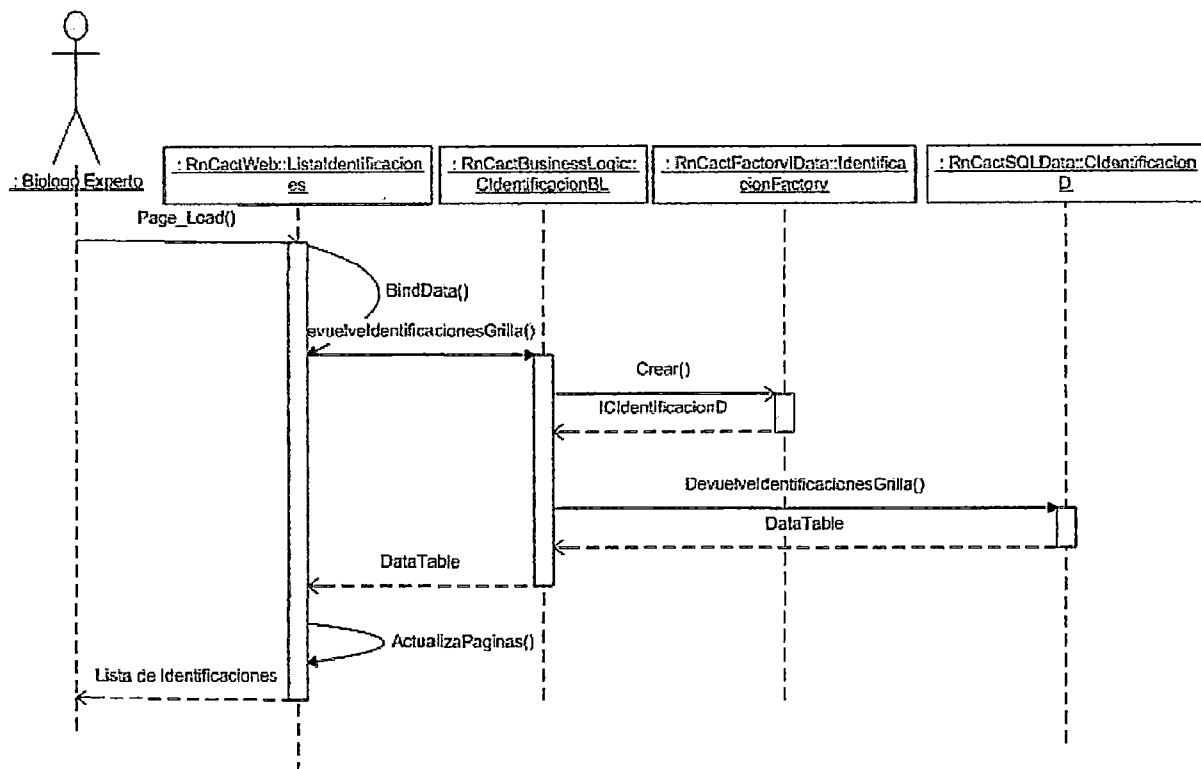 : RnCactWeb::ListaIdentificacion
es
: RnCactBusinessLogic::
CIdentificacionBL
: RnCactFactoryIData::Identifica
cionFactory
: RnCactSQLData::CIdentificacion
D
: Biologo Experto
Page_Load()
BindData()
evuelveIdentificacionesGrilla()
Crear()
ICIdentificacionD
DevuelveIdentificacionesGrilla()
DataTable
DataTable
ActualizaPaginas()
Lista de Identificaciones